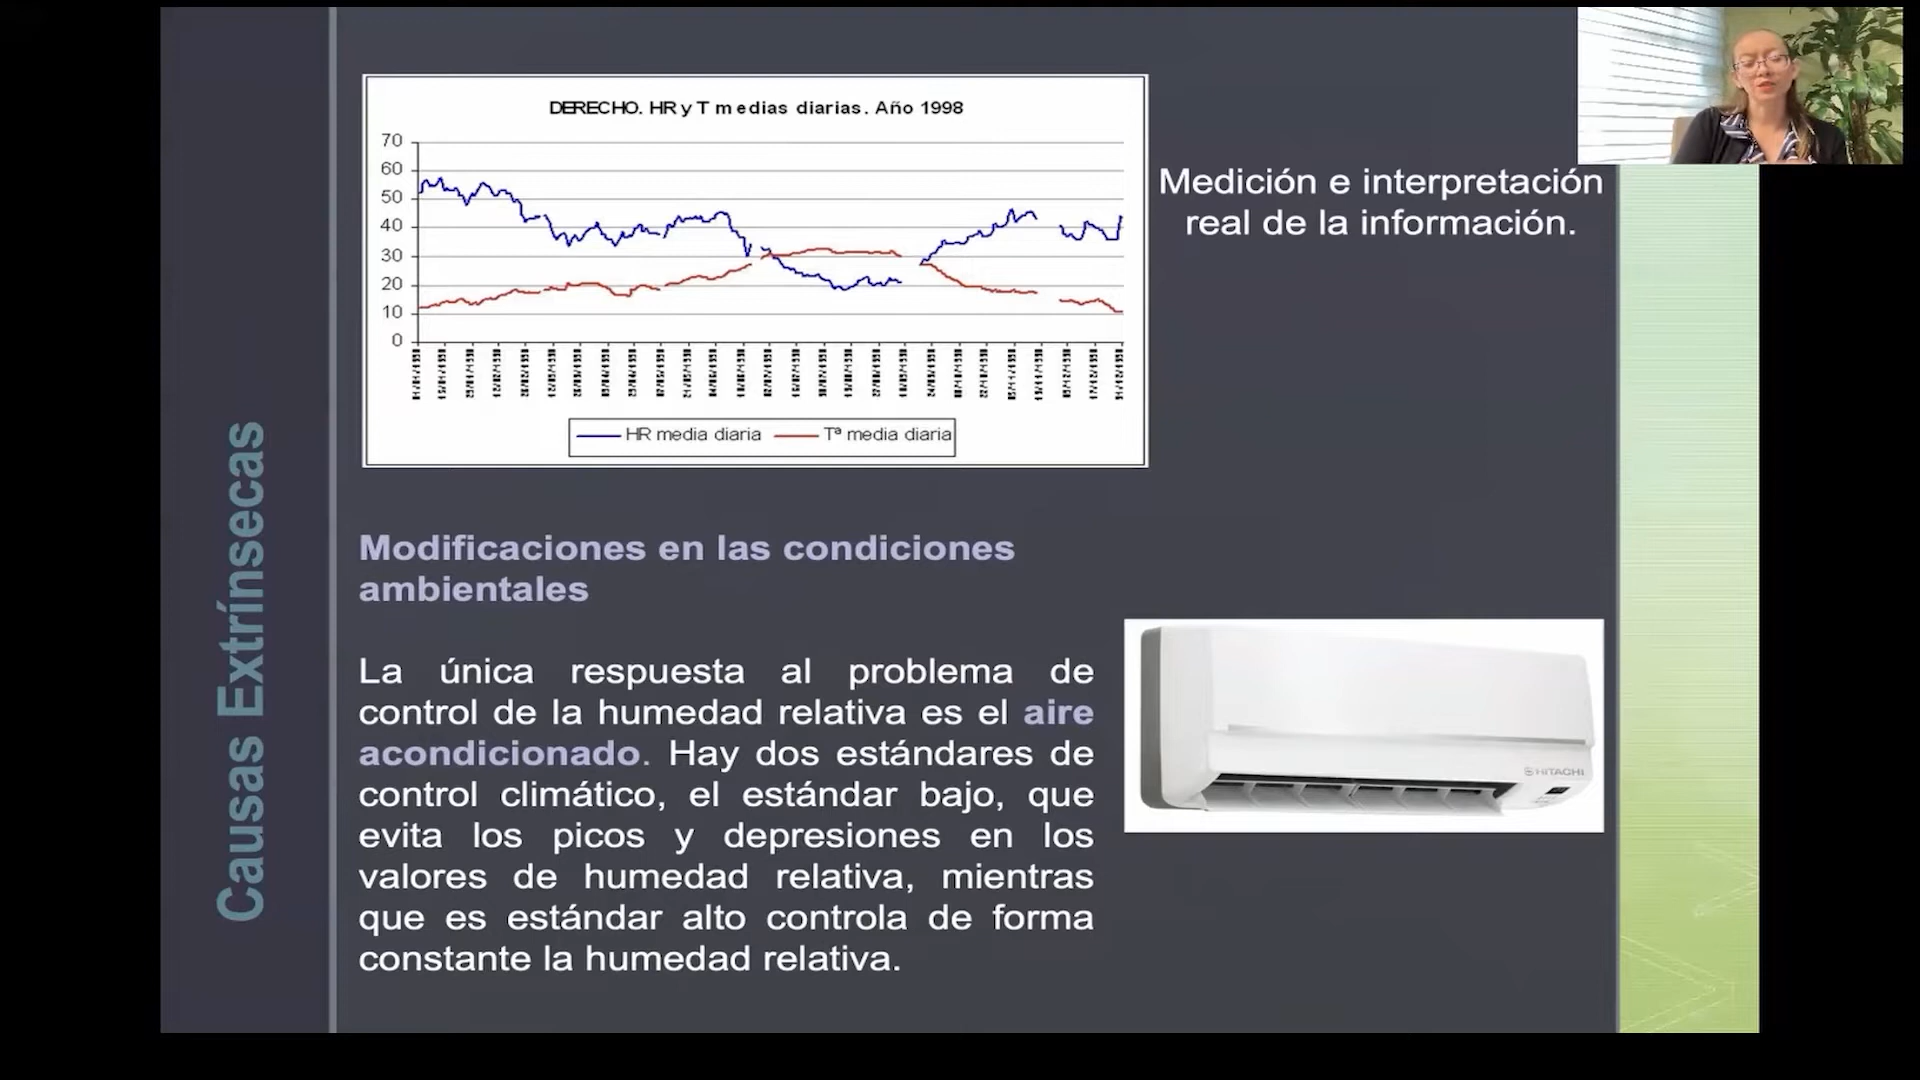 DERECHO. HR y T medias diarias. Año 1998
70
60
50
40
30
20
10
0
HR media diaria
Tª media diaria
Medición e interpretación
real de la información.
Causas Extrínsecas
Modificaciones en las condiciones
ambientales
La única respuesta al problema de
control de la humedad relativa es el aire
acondicionado. Hay dos estándares de
control climático, el estándar bajo, que
evita los picos y depresiones en los
valores de humedad relativa, mientras
que es estándar alto controla de forma
constante la humedad relativa.
HITACHI